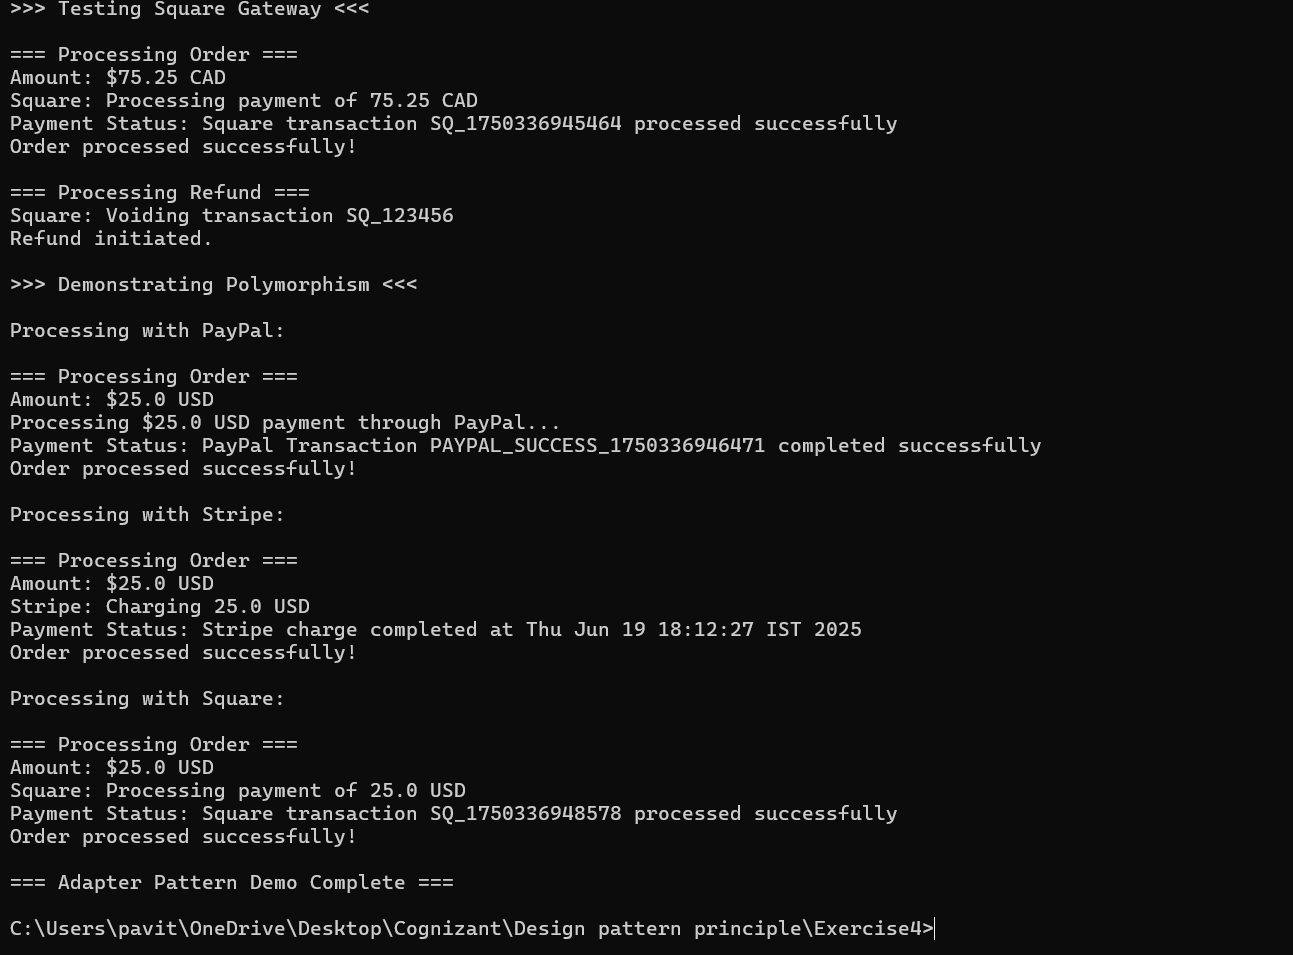 >>> Testing Square Gateway <<<
=== Processing Order ===
Amount: $75.25 CAD
Square: Processing payment of 75.25 CAD
Payment Status: Square transaction SQ_1750336945464 processed successfully
Order processed successfully!
=== Processing Refund ===
Square: Voiding transaction SQ_123456
Refund initiated.
>>> Demonstrating Polymorphism <<<
Processing with PayPal:
=== Processing Order ===
Amount: $25.0 USD
Processing $25.0 USD payment through PayPal...
Payment Status: PayPal Transaction PAYPAL_SUCCESS_1750336946471 completed successfully
Order processed successfully!
Processing with Stripe:
=== Processing Order ===
Amount: $25.0 USD
Stripe: Charging 25.0 USD
Payment Status: Stripe charge completed at Thu Jun 19 18:12:27 IST 2025
Order processed successfully!
Processing with Square:
=== Processing Order ===
Amount: $25.0 USD
Square: Processing payment of 25.0 USD
Payment Status: Square transaction SQ_1750336948578 processed successfully
Order processed successfully!
=== Adapter Pattern Demo Complete ===
C:\Users\pavit\OneDrive\Desktop\Cognizant\Design pattern principle\Exercise4>